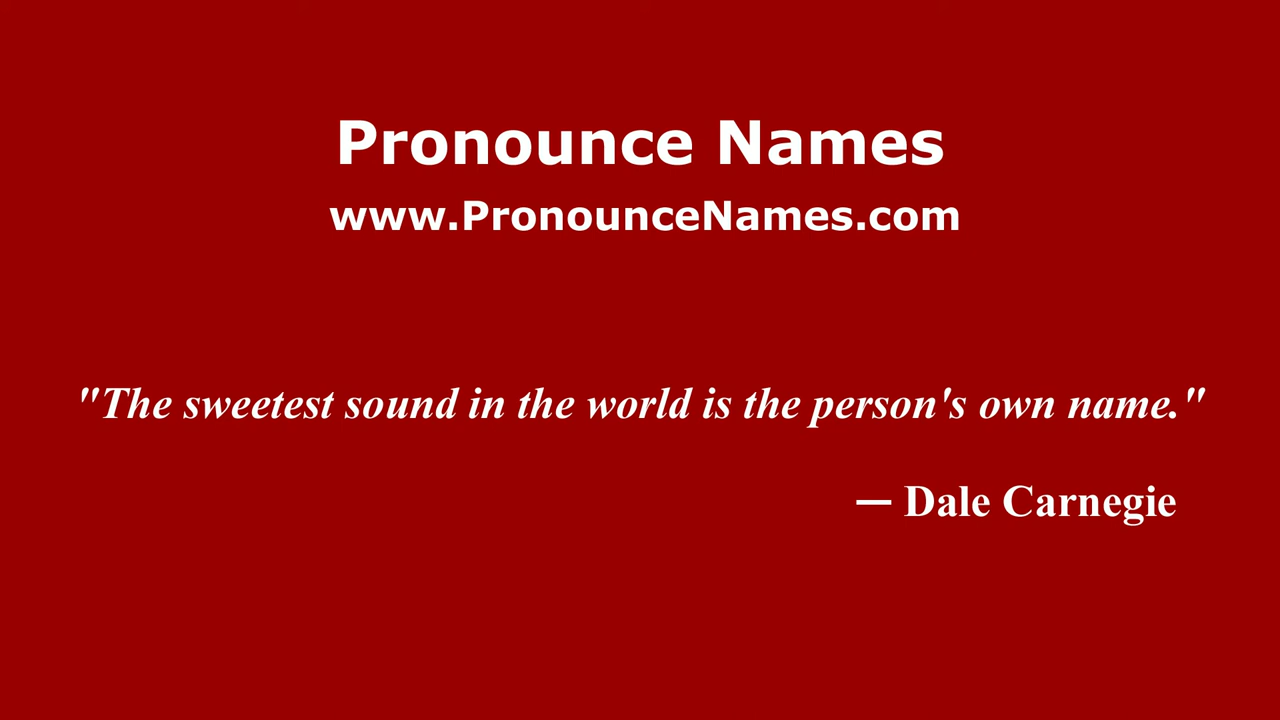 Pronounce Names
www.PronounceNames.com
"The sweetest sound in the world is the person's own name."
— Dale Carnegie